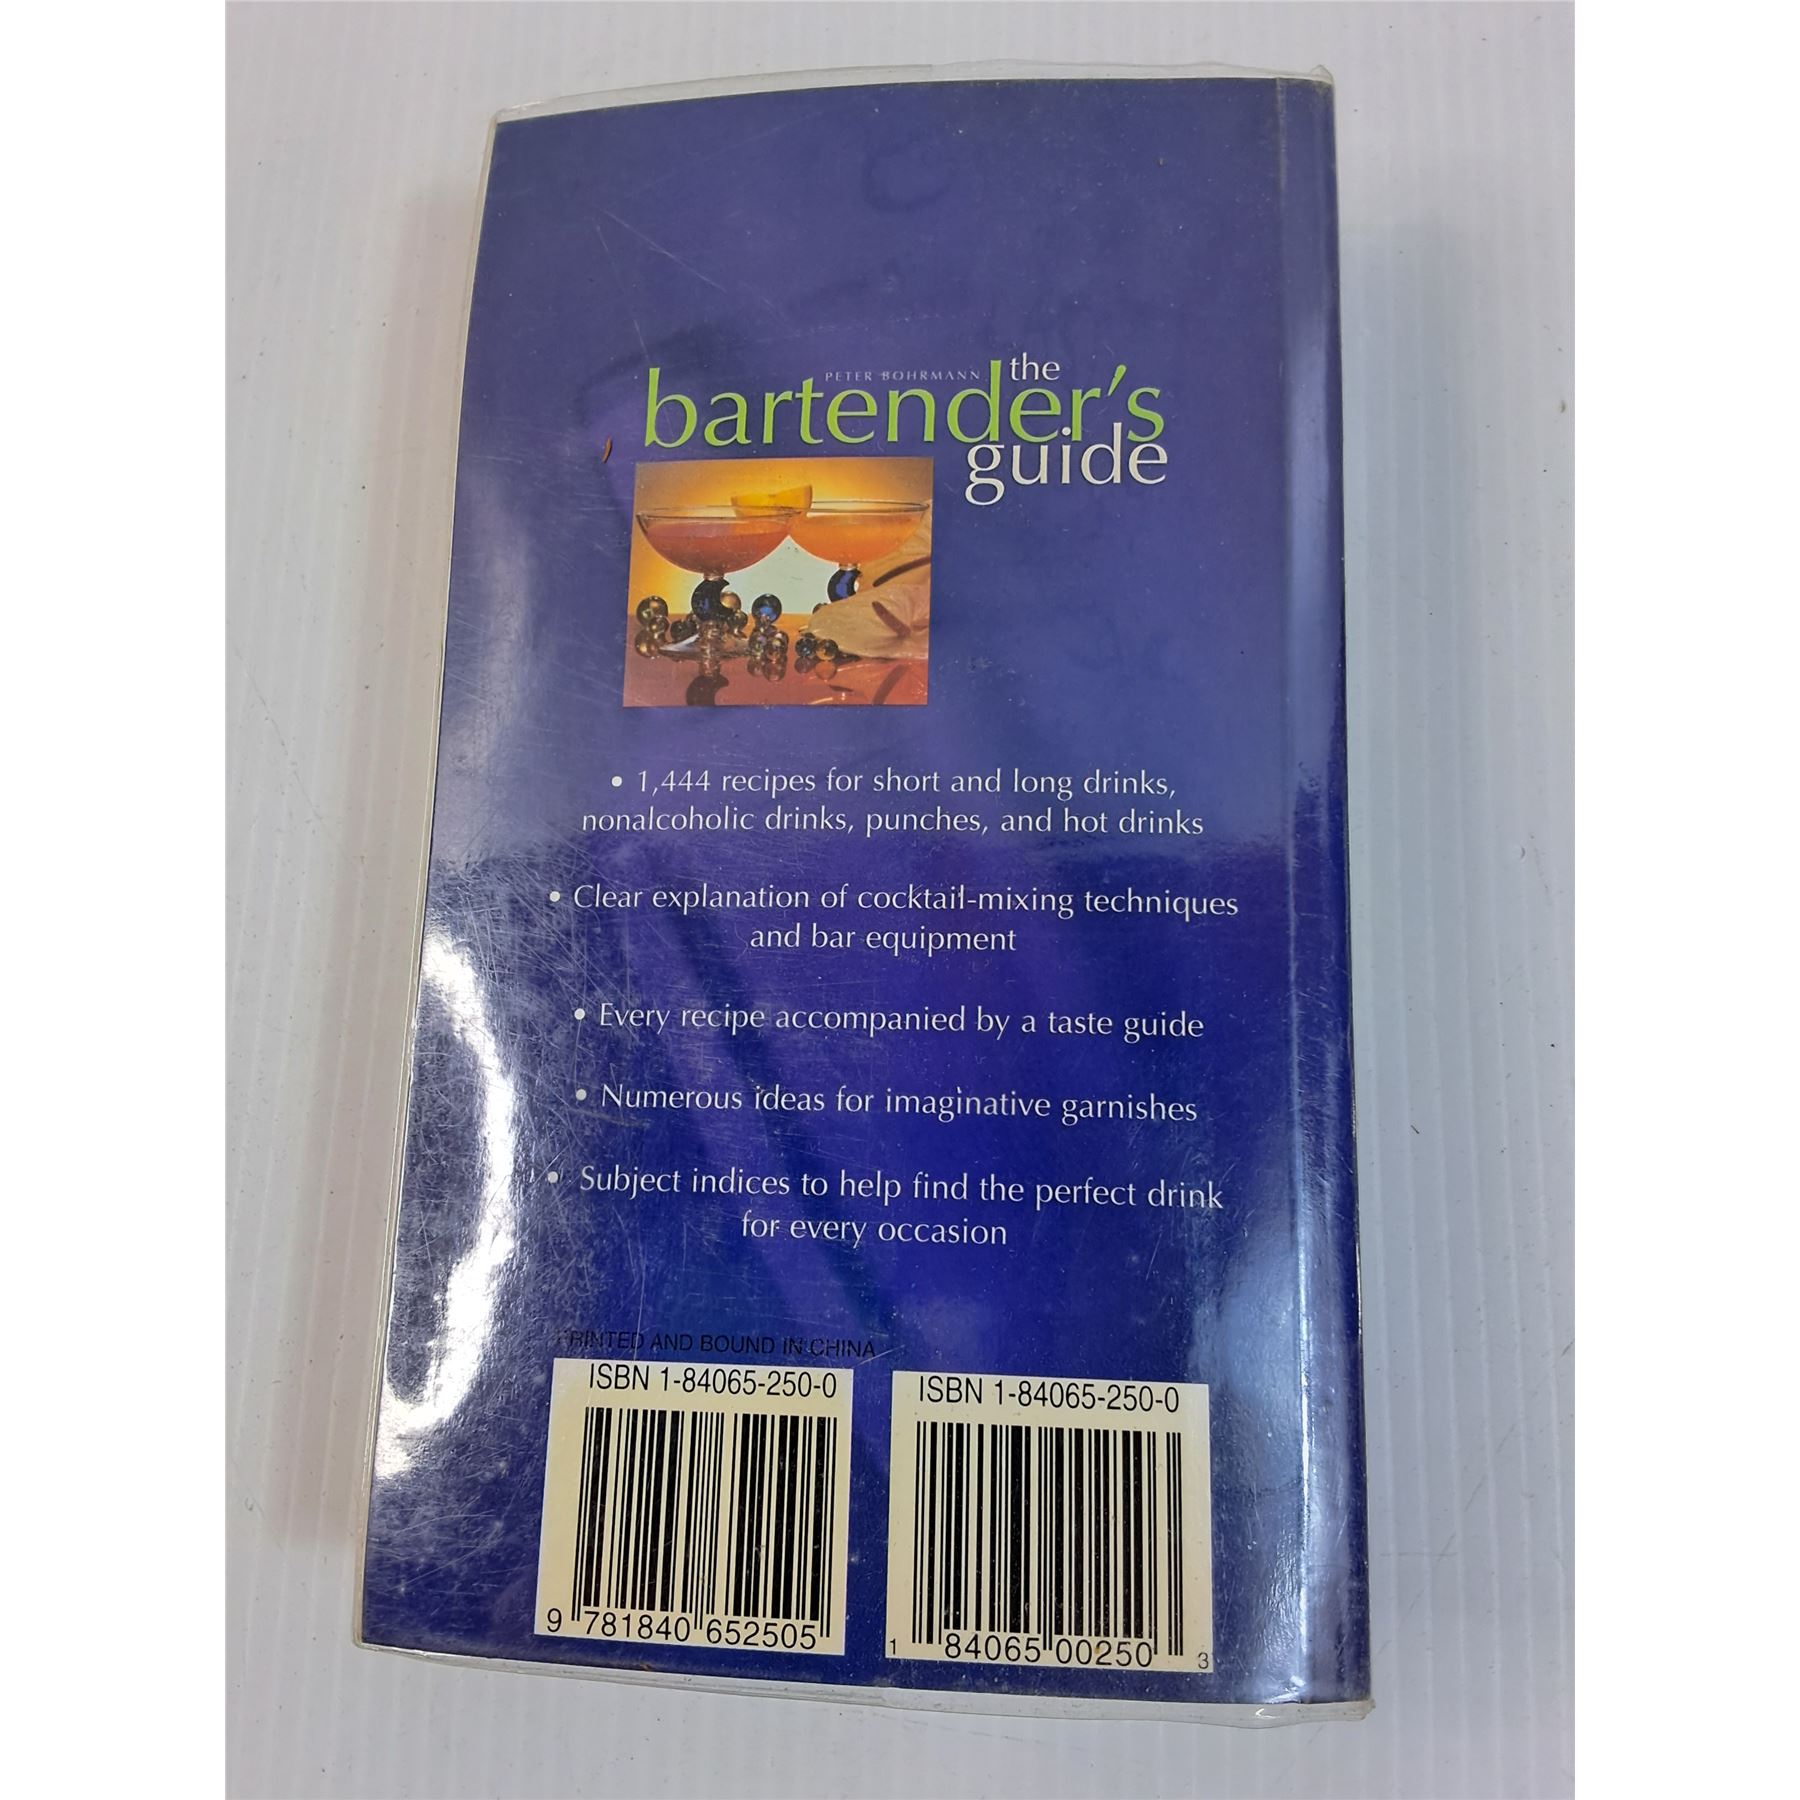 PETER BOHRMANN
the
bartender's
guide
• 1,444 recipes for short and long drinks,
nonalcoholic drinks, punches, and hot drinks
• Clear explanation of cocktail-mixing techniques
and bar equipment
• Every recipe accompanied by a taste guide
• Numerous ideas for imaginative garnishes
• Subject indices to help find the perfect drink
for every occasion
PRINTED AND BOUND IN CHINA
ISBN 1-84065-250-0
9 781840 652505
ISBN 1-84065-250-0
1 84065 00250 3